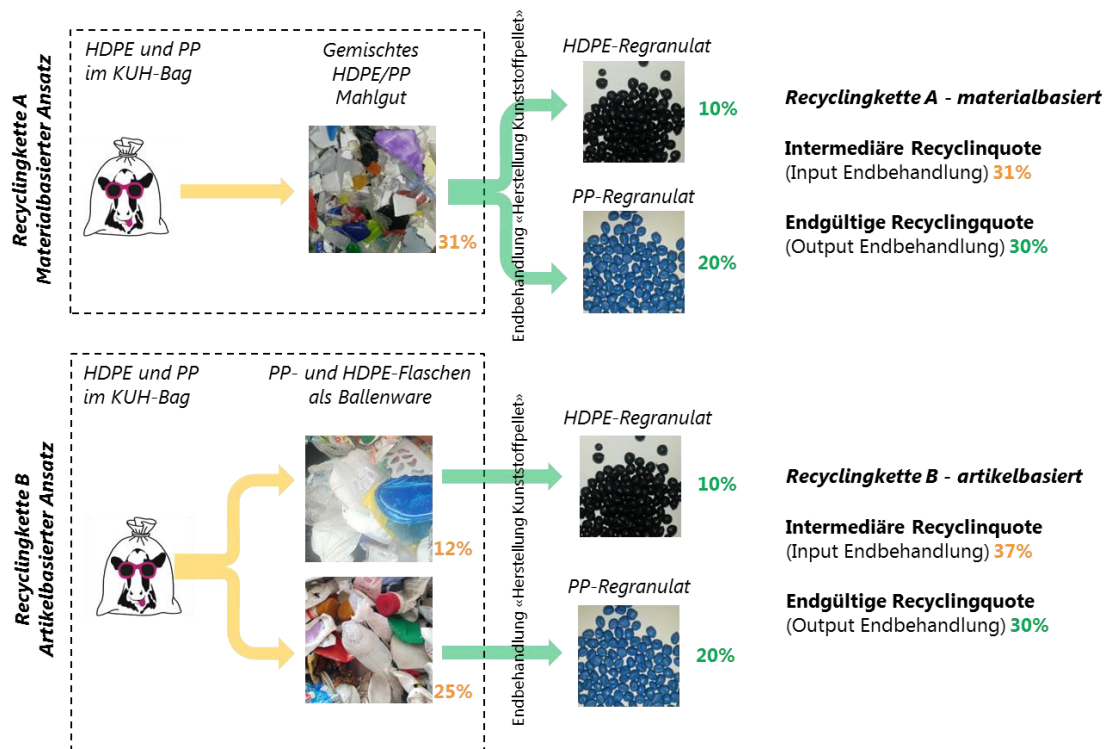 Recyclingkette A
Materialbasierter Ansatz
HDPE und PP
im KUH-Bag
Gemischtes
HDPE/PP
Mahlgut
31%
Endbehandlung «Herstellung Kunststoffpellet»
HDPE-Regranulat
10%
PP-Regranulat
20%
Recyclingkette A - materialbasiert
Intermediäre Recyclinquote
(Input Endbehandlung) 31%
Endgültige Recyclingquote
(Output Endbehandlung) 30%
Recyclingkette B
Artikelbasierter Ansatz
HDPE und PP
im KUH-Bag
PP- und HDPE-Flaschen
als Ballenware
12%
25%
Endbehandlung «Herstellung Kunststoffpellet»
HDPE-Regranulat
10%
PP-Regranulat
20%
Recyclingkette B - artikelbasiert
Intermediäre Recyclinquote
(Input Endbehandlung) 37%
Endgültige Recyclingquote
(Output Endbehandlung) 30%